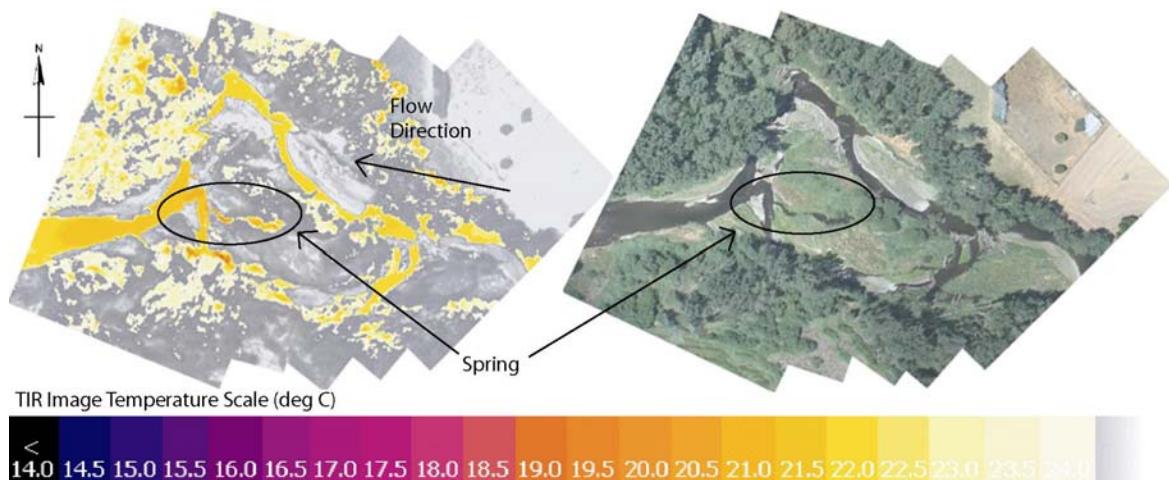 N
Flow
Direction
Spring
TIR Image Temperature Scale (deg C)
<
14.0 14.5 15.0 15.5 16.0 16.5 17.0 17.5 18.0 18.5 19.0 19.5 20.0 20.5 21.0 21.5 22.0 22.5 23.0 23.5 24.0